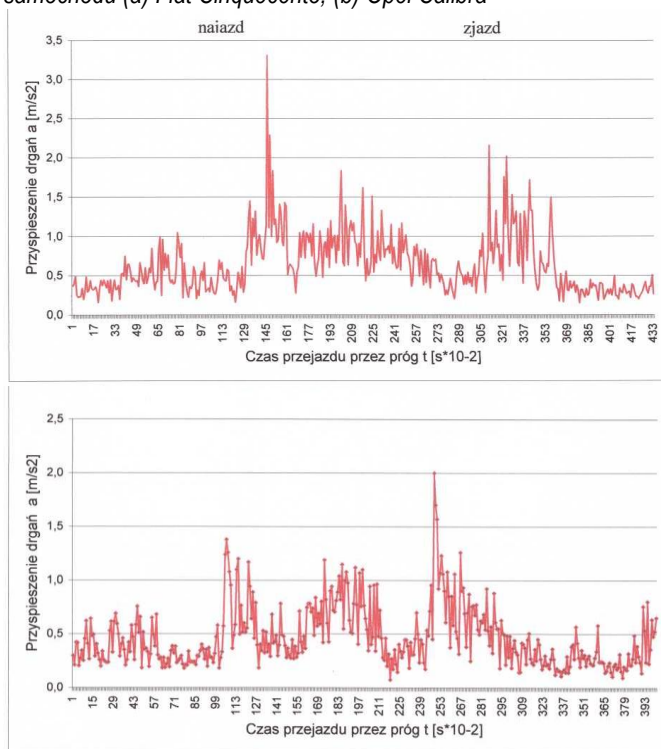 samochodu (a) Fiat Cinquecento, (b) Opel Calibra
najazd zjazd
3,5
3,0
2,5
2,0
1,5
1,0
0,5
0,0
Przyspieszenie drgań a [m/s2]
1 17 33 49 65 81 97 113 129 145 161 177 193 209 225 241 257 273 289 305 321 337 353 369 385 401 417 433
Czas przejazdu przez próg t [s*10-2]
2,5
2,0
1,5
1,0
0,5
0,0
Przyspieszenie drgań a [m/s2]
1 15 29 43 57 71 85 99 113 127 141 155 169 183 197 211 225 239 253 267 281 295 309 323 337 351 365 379 393
Czas przejazdu przez próg t [s*10-2]